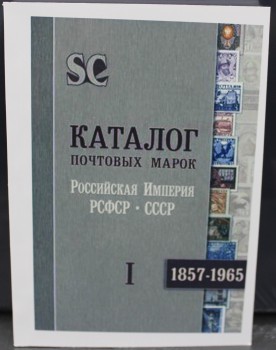 SC
КАТАЛОГ
ПОЧТОВЫХ МАРОК
Российская Империя
РСФСР • СССР
I
1857-1965